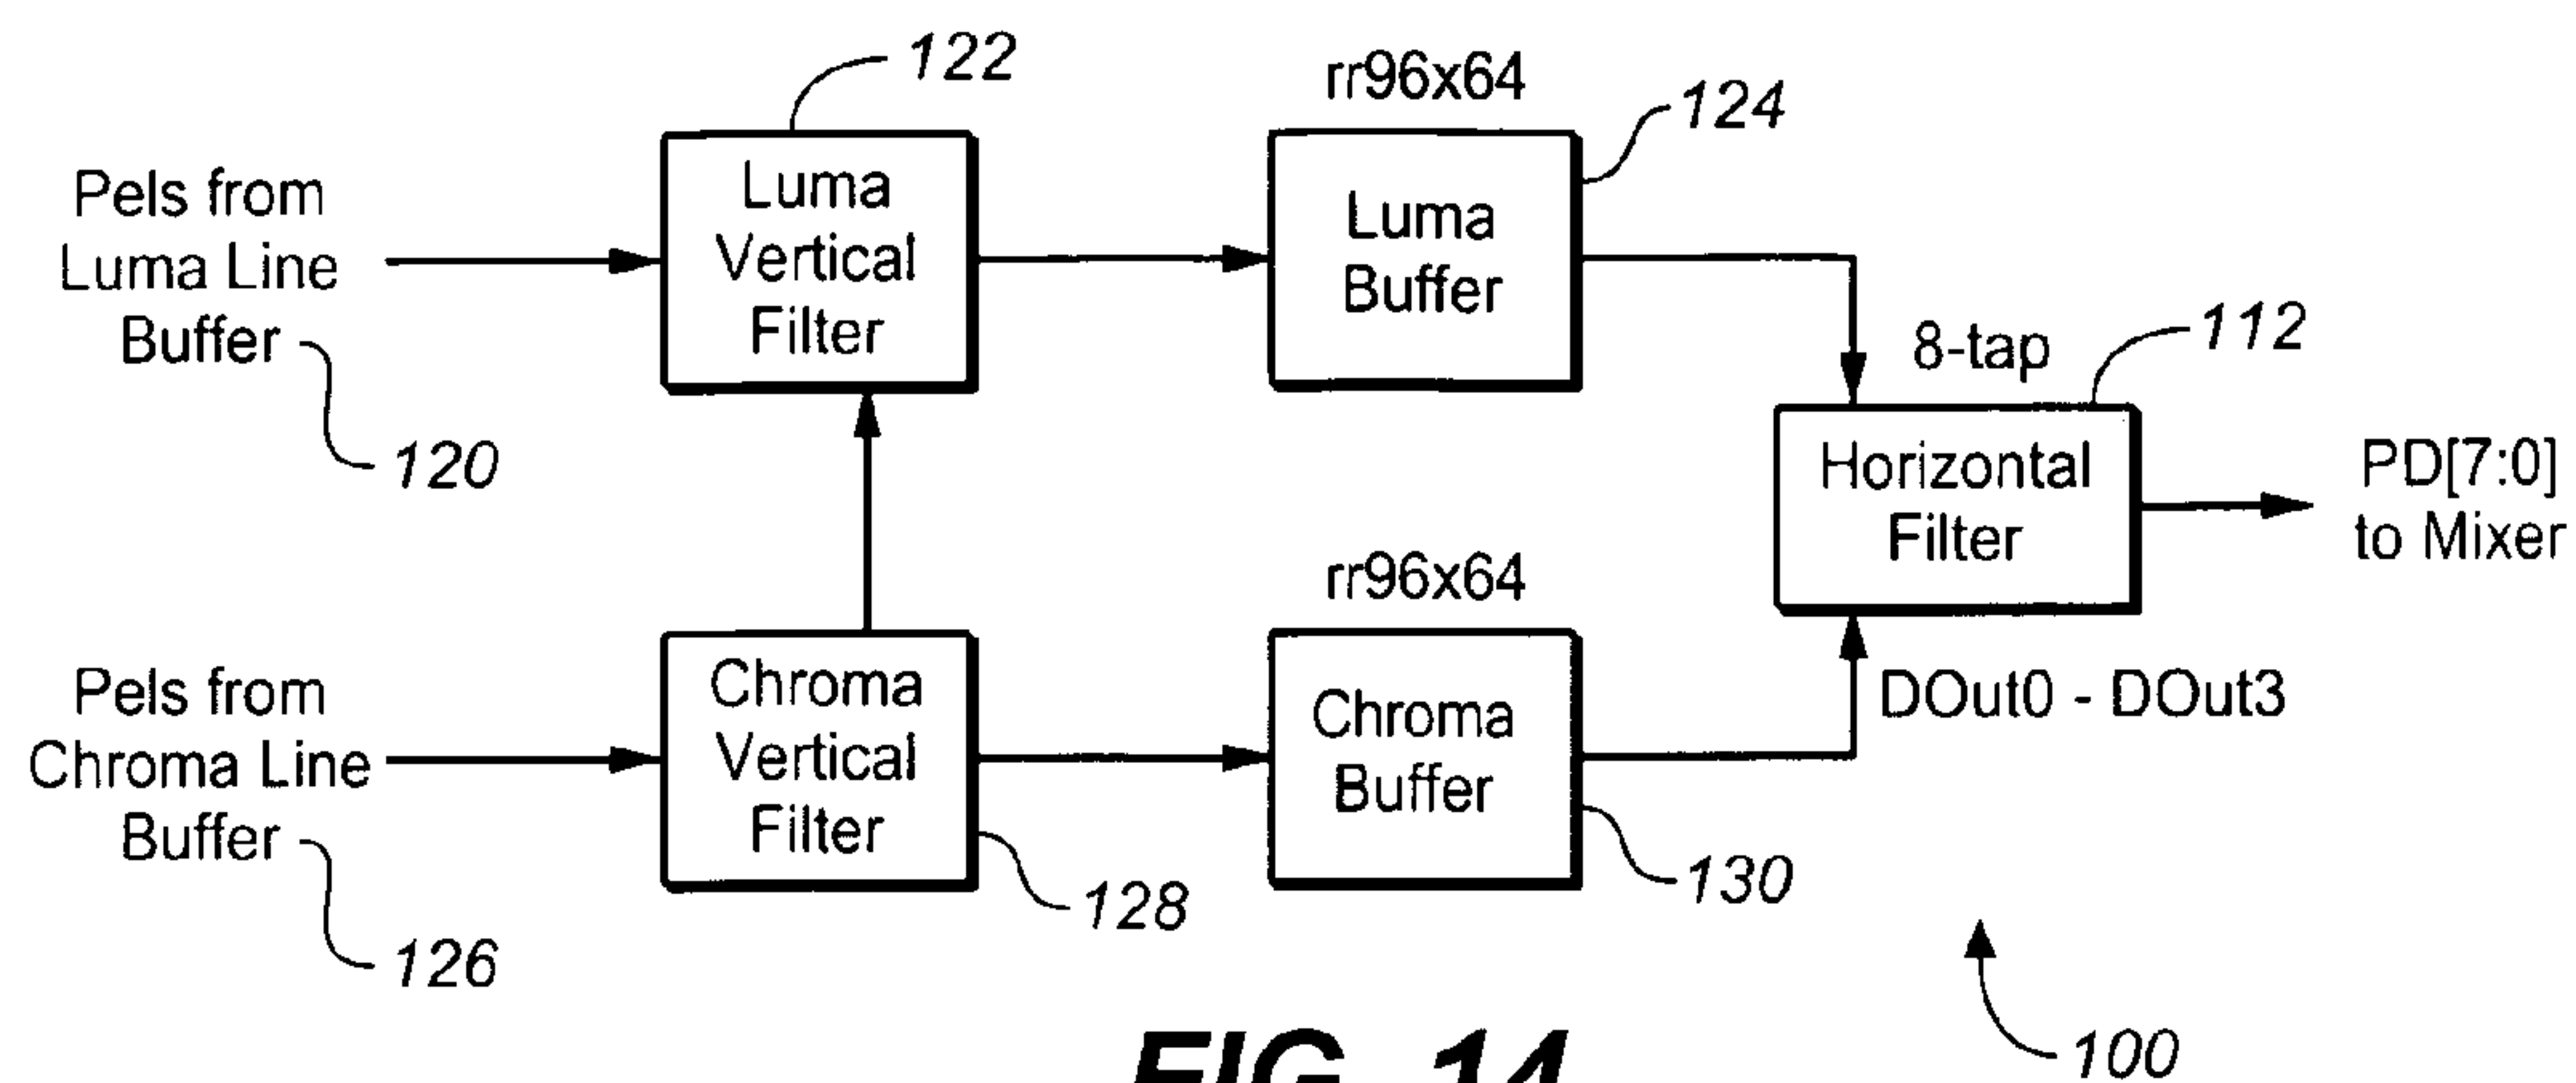 Pels from
Luma Line
Buffer
120
122
Luma
Vertical
Filter
rr96x64
124
Luma
Buffer
8-tap
112
Horizontal
Filter
PD[7:0]
to Mixer
Pels from
Chroma Line
Buffer
126
Chroma
Vertical
Filter
128
rr96x64
Chroma
Buffer
130
DOut0 - DOut3
100
FIG. 14